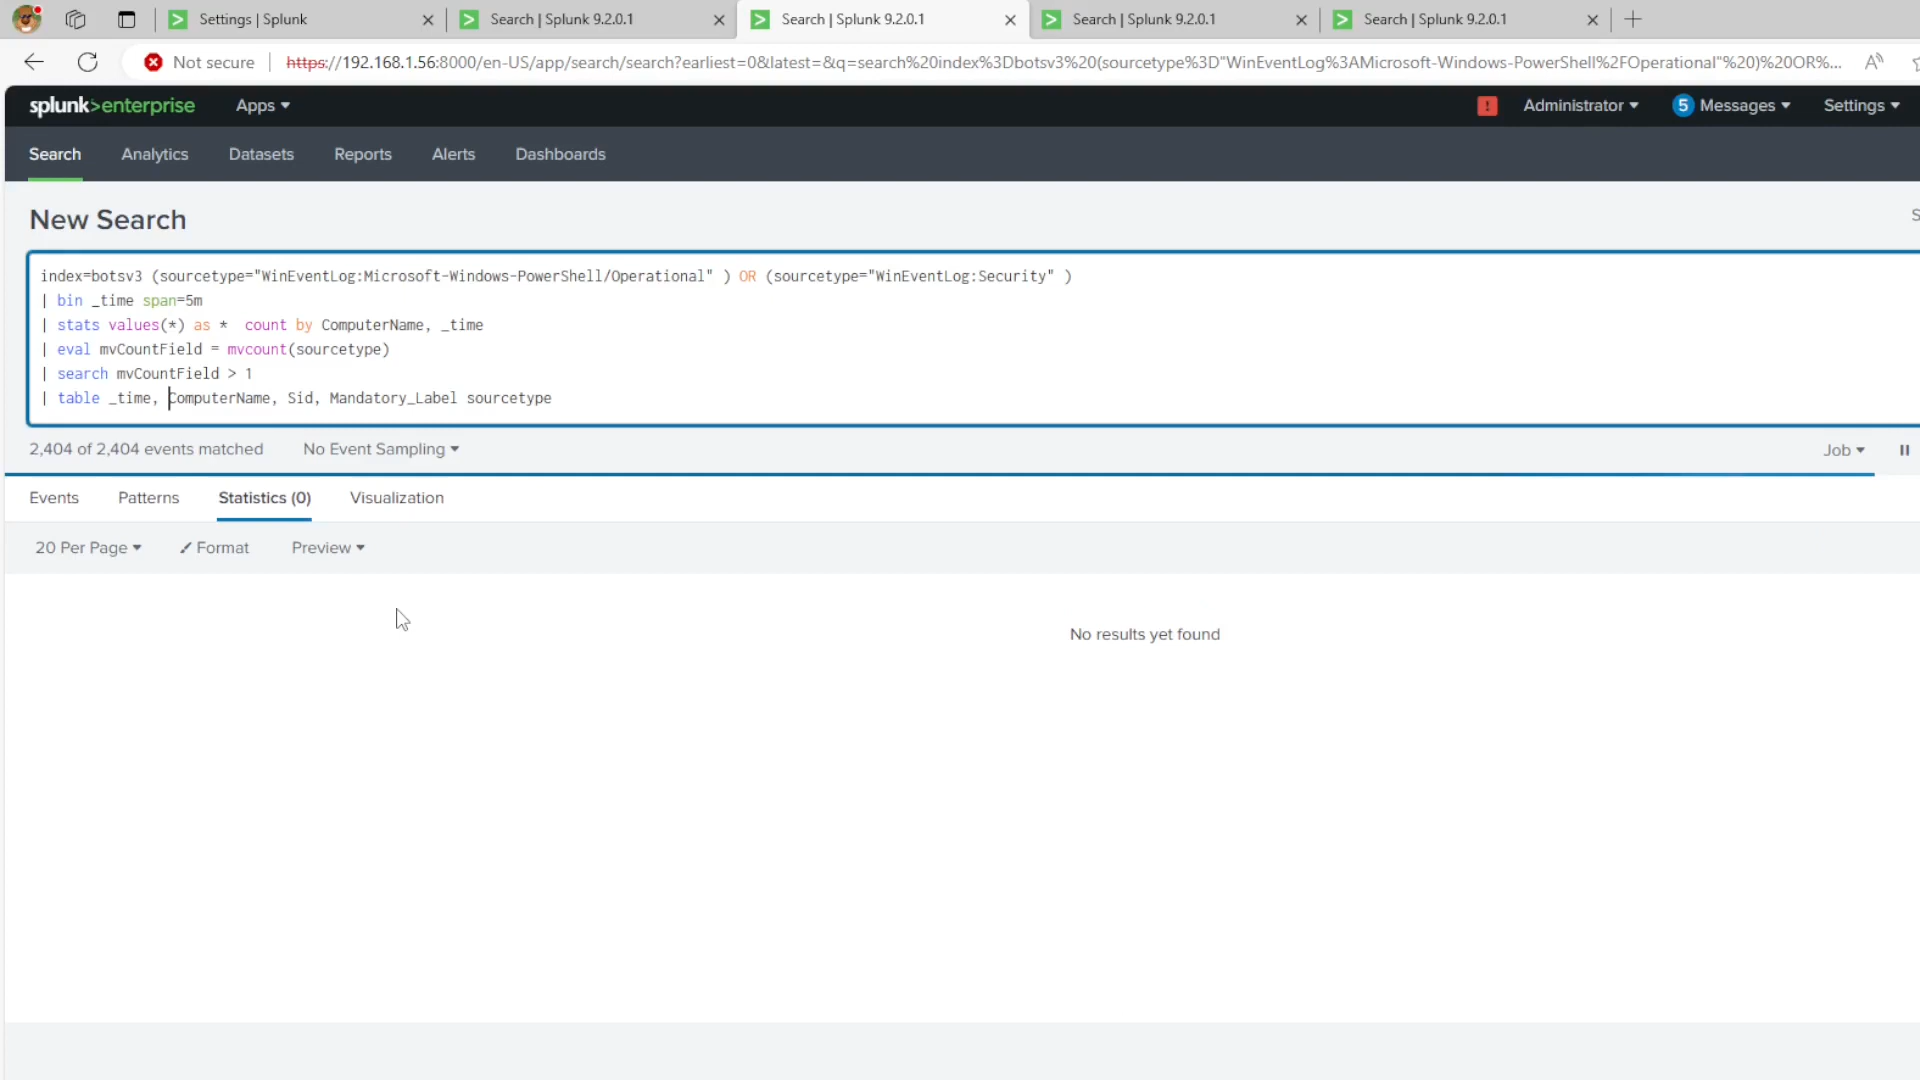 Settings | Splunk
Search | Splunk 9.2.0.1
Search | Splunk 9.2.0.1
Search | Splunk 9.2.0.1
Search | Splunk 9.2.0.1
Not secure
https://192.168.1.56:8000/en-US/app/search/search?earliest=0&latest=&q=search%20index%3Dbotsv3%20(sourcetype%3D"WinEventLog%3AMicrosoft-Windows-PowerShell%2FOperational"%20)%20OR%...
splunk>enterprise Apps
! Administrator 5 Messages Settings
Search Analytics Datasets Reports Alerts Dashboards
New Search
S
index=botsv3 (sourcetype="WinEventLog:Microsoft-Windows-PowerShell/Operational" ) OR (sourcetype="WinEventLog:Security" )
| bin _time span=5m
| stats values(*) as *  count by ComputerName, _time
| eval mvCountField = mvcount(sourcetype)
| search mvCountField > 1
| table _time, ComputerName, Sid, Mandatory_Label sourcetype
2,404 of 2,404 events matched No Event Sampling
Job
Events Patterns Statistics (0) Visualization
20 Per Page Format Preview
No results yet found